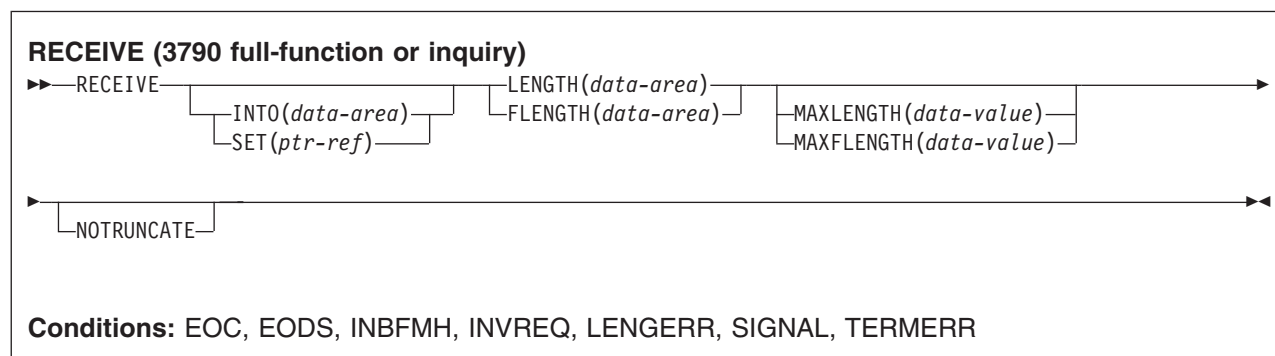 RECEIVE (3790 full-function or inquiry)
RECEIVE LENGTH(data-area)
INTO(data-area) FLENGTH(data-area) MAXLENGTH(data-value)
SET(ptr-ref) MAXFLENGTH(data-value)
NOTRUNCATE
Conditions: EOC, EODS, INBFMH, INVREQ, LENGERR, SIGNAL, TERMERR